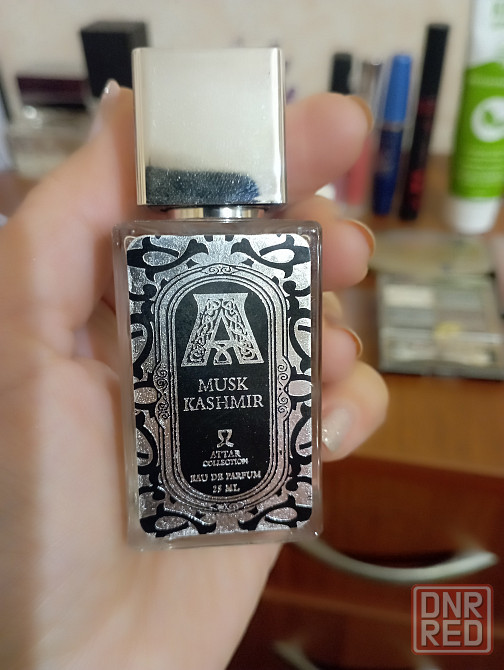 A
MUSK
KASHMIR
ATTAR
COLLECTION
EAU DE PARFUM
25 ML
DNR
RED